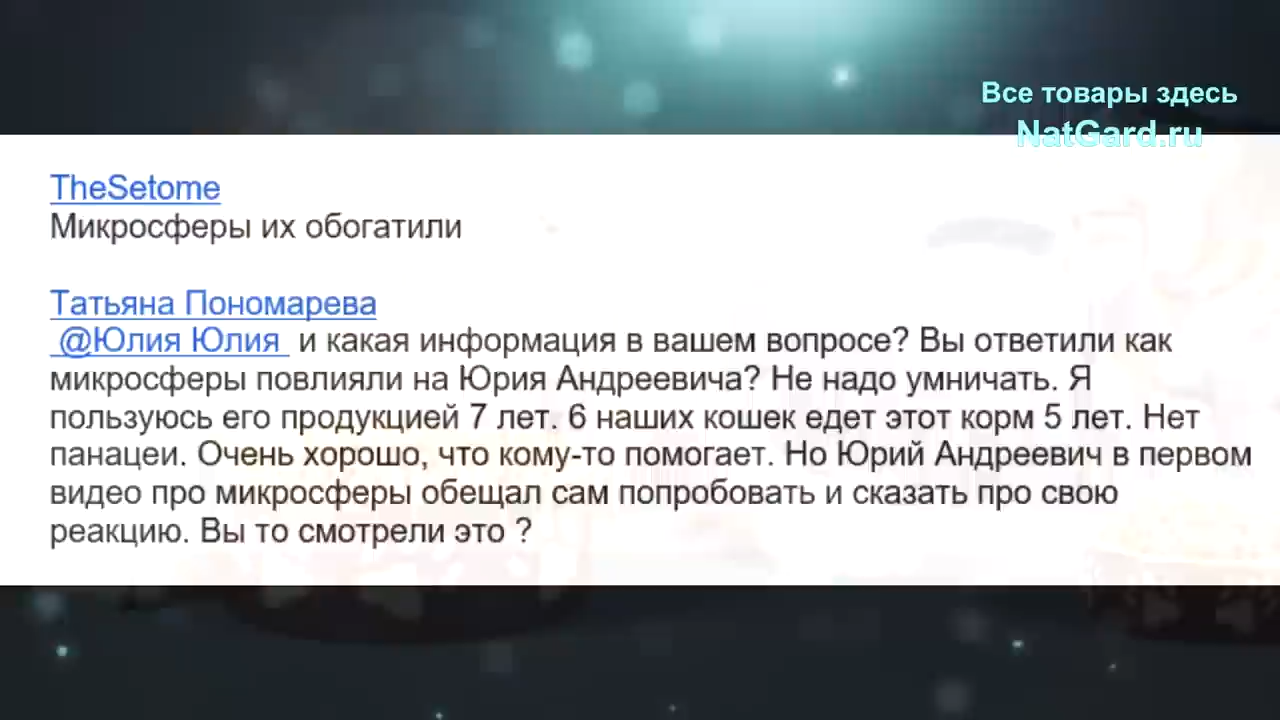 Все товары здесь
NatGard.ru
TheSetome
Микросферы их обогатили
Татьяна Пономарева
@Юлия Юлия и какая информация в вашем вопросе? Вы ответили как
микросферы повлияли на Юрия Андреевича? Не надо умничать. Я
пользуюсь его продукцией 7 лет. 6 наших кошек едет этот корм 5 лет. Нет
панацеи. Очень хорошо, что кому-то помогает. Но Юрий Андреевич в первом
видео про микросферы обещал сам попробовать и сказать про свою
реакцию. Вы то смотрели это ?